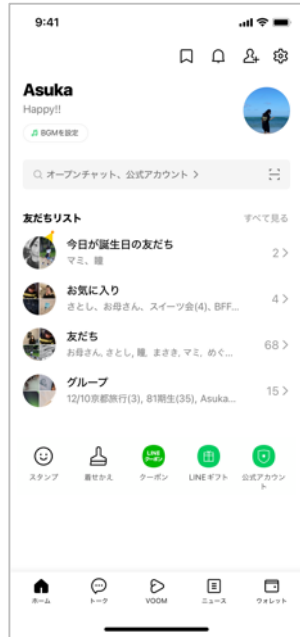 9:41
Asuka
Happy!!
BGMを設定
オープンチャット、公式アカウント >
友だちリスト
すべて見る
今日が誕生日の友だち
マミ、瞳
2 >
お気に入り
さとし、お母さん、スイーツ会(4)、BFF...
4 >
友だち
お母さん, さとし, 瞳, まさき, マミ, めぐ...
68 >
グループ
12/10京都旅行(3), 81期生(35), Asuka...
15 >
LINE
クーポン
スタンプ
着せかえ
クーポン
LINE ギフト
公式アカウン
ト
ホーム
トーク
VOOM
ニュース
ウォレット